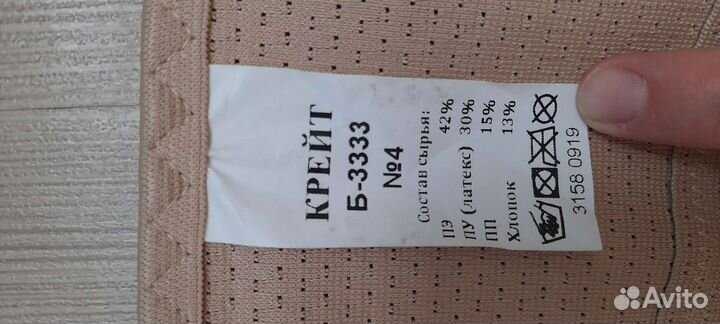 КРЕЙТ
Б-3333
№4
Состав сырья:
ПЭ 42%
ПУ (латекс) 30%
ПП 15%
Хлопок 13%
3158 0919
Avito